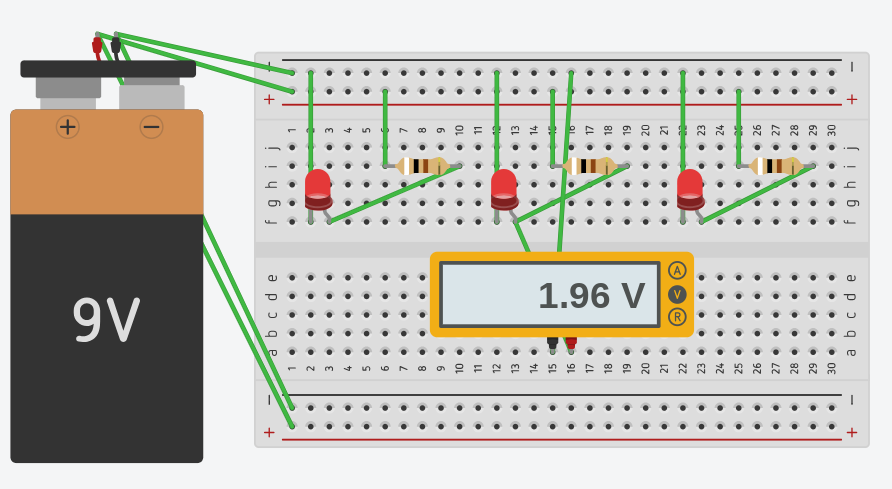 − −
+ +
1 2 3 4 5 6 7 8 9 10 11 12 13 14 15 16 17 18 19 20 21 22 23 24 25 26 27 28 29 30
+ −
j j
i i
h h
g g
f f
9V
1.96 V
A
V
R
e e
d d
c c
b b
a a
1 2 3 4 5 6 7 8 9 10 11 12 13 14 15 16 17 18 19 20 21 22 23 24 25 26 27 28 29 30
− −
+ +